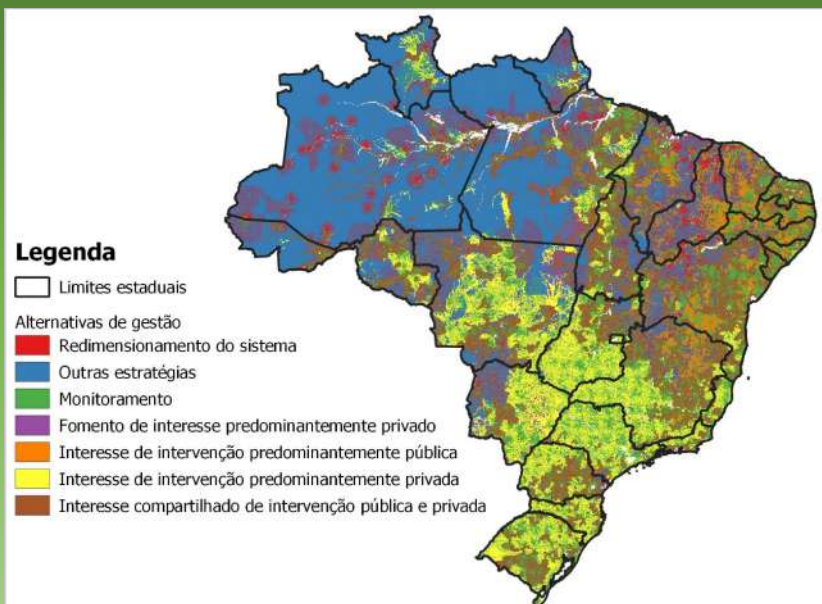 Legenda
Limites estaduais
Alternativas de gestão
Redimensionamento do sistema
Outras estratégias
Monitoramento
Fomento de interesse predominantemente privado
Interesse de intervenção predominantemente pública
Interesse de intervenção predominantemente privada
Interesse compartilhado de intervenção pública e privada